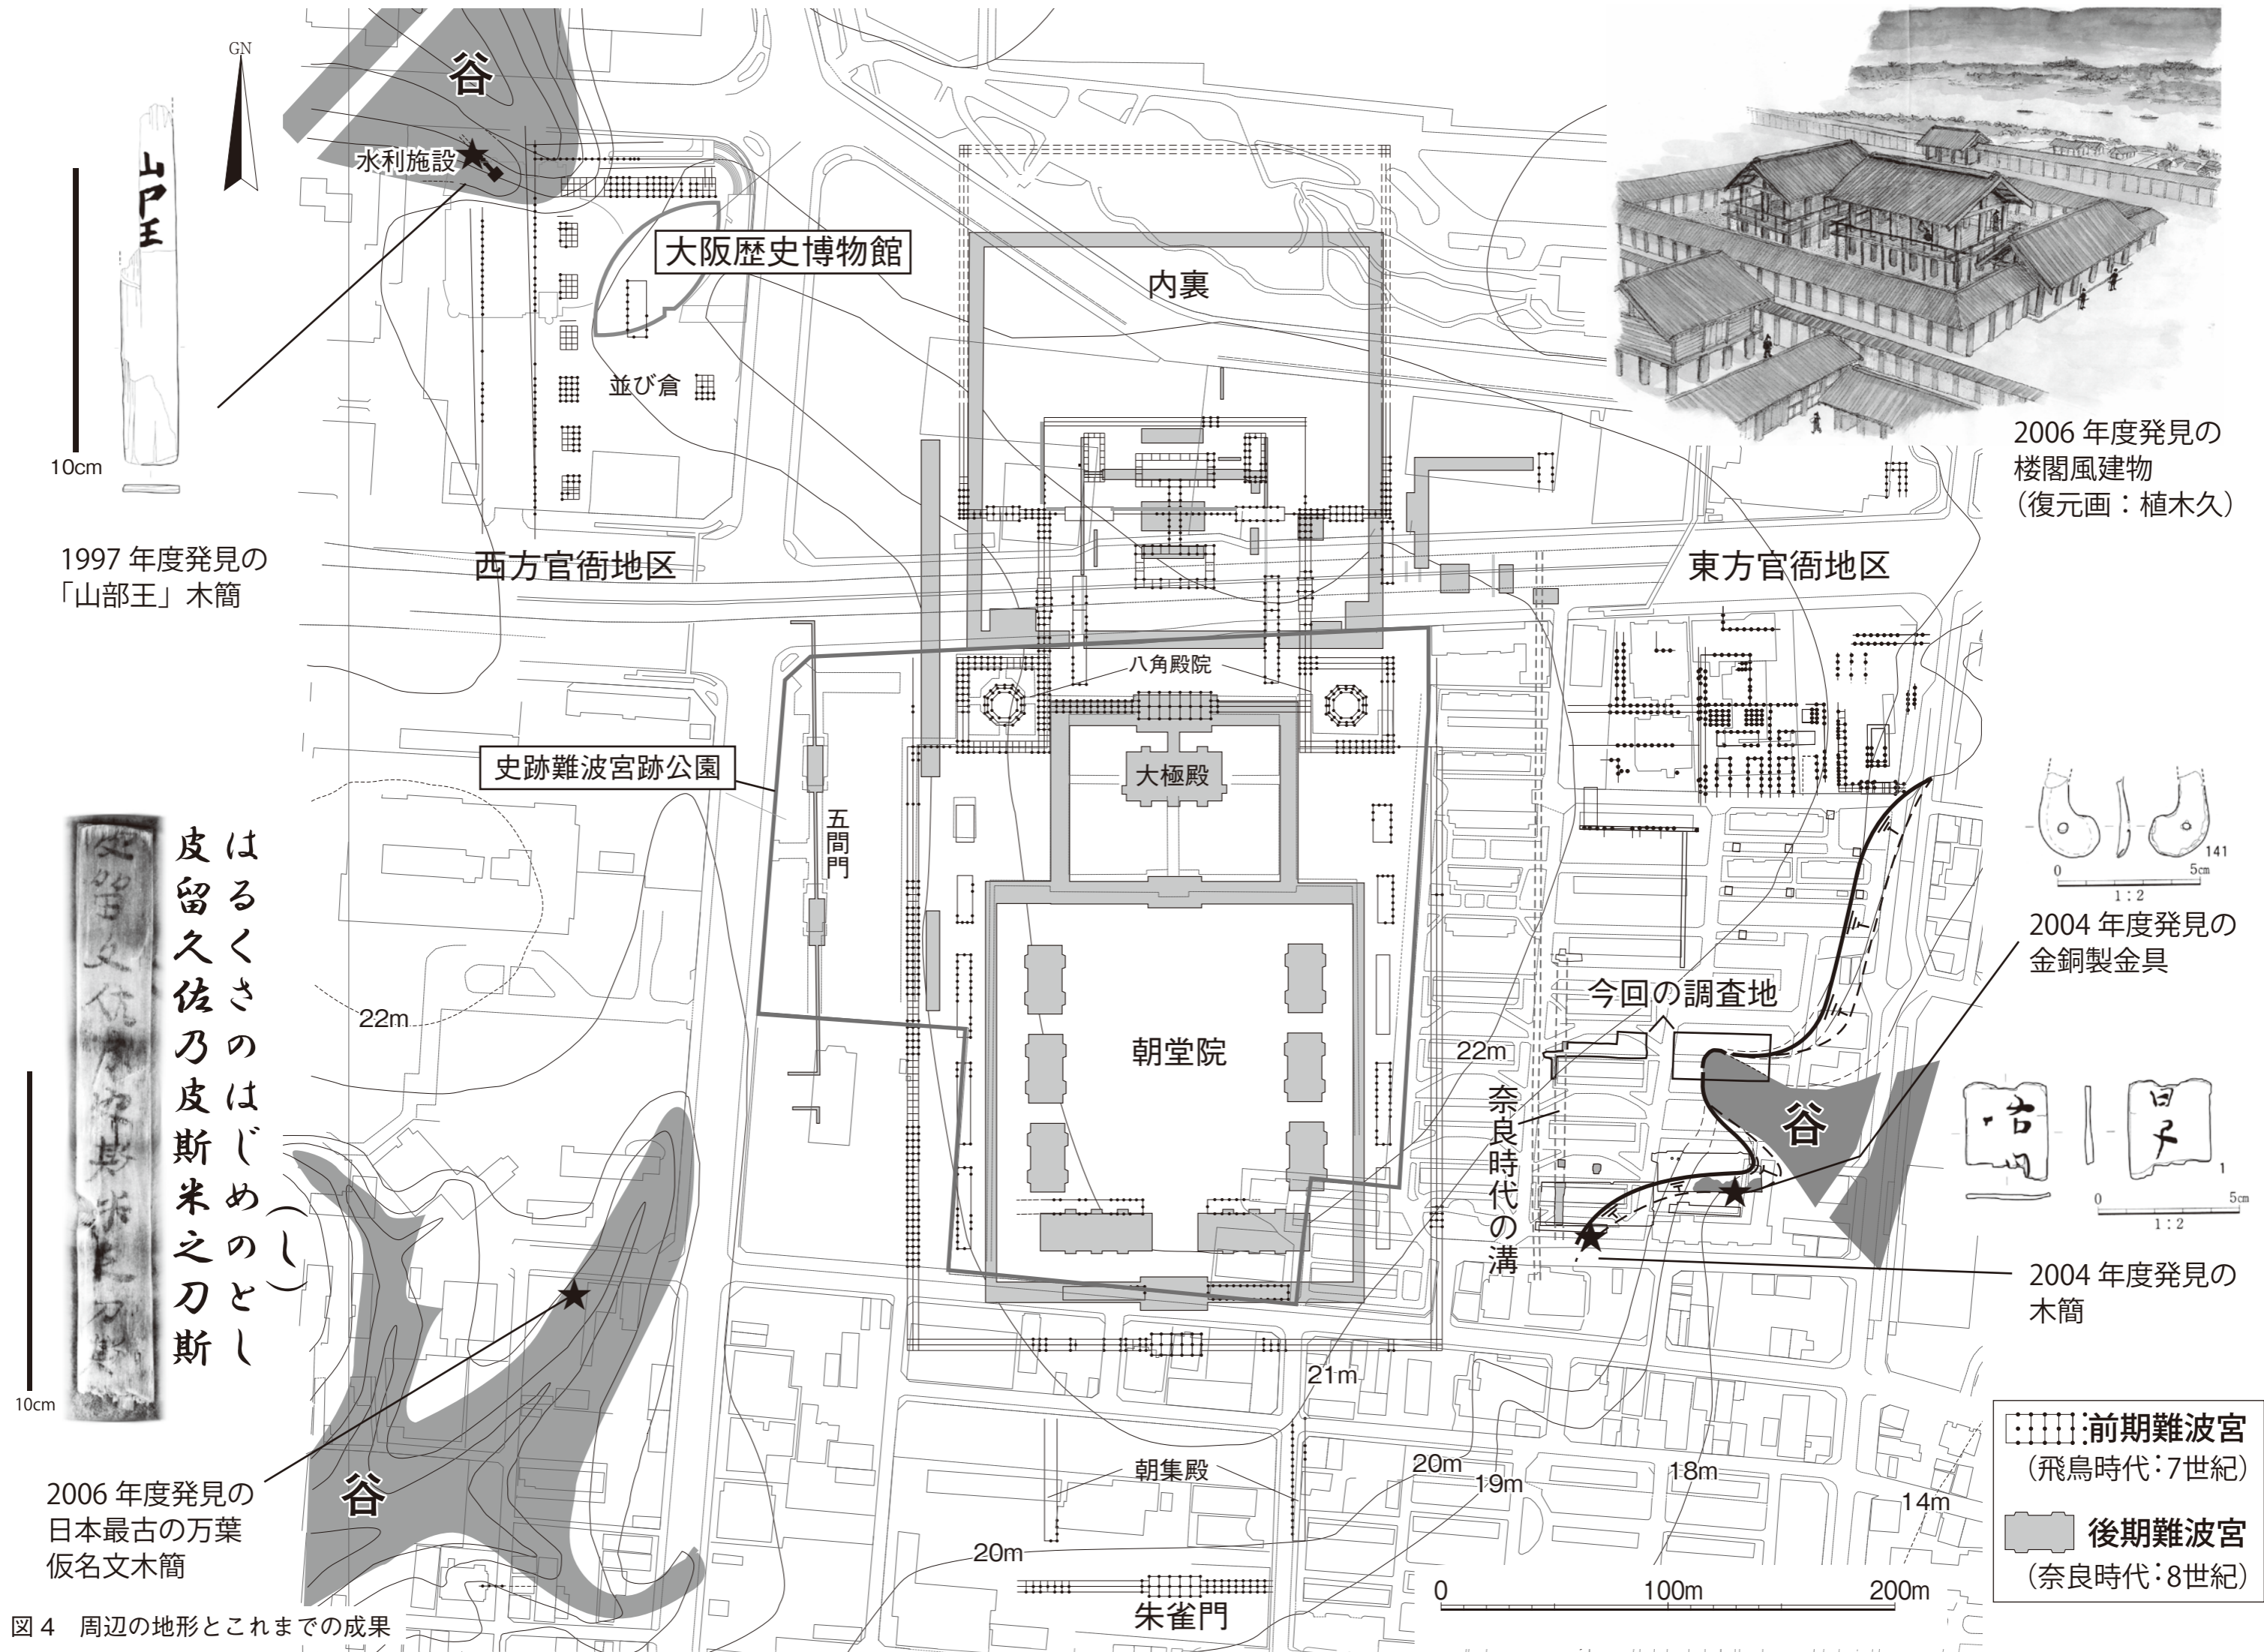 GN
谷
水利施設
山部王
10cm
1997 年度発見の
「山部王」木簡
大阪歴史博物館
並び倉
西方官衙地区
内裏
2006 年度発見の
楼閣風建物
（復元画：植木久）
東方官衙地区
八角殿院
史跡難波宮跡公園
五間門
大極殿
朝堂院
22m
はるくさのはじめのとし
（し）
皮留久佐乃皮斯米之刀斯
10cm
2006 年度発見の
日本最古の万葉
仮名文木簡
谷
141
0 5cm
1：2
2004 年度発見の
金銅製金具
今回の調査地
22m
奈良時代の溝
谷
1
0 5cm
1：2
2004 年度発見の
木簡
21m
20m
19m
18m
14m
朝集殿
20m
朱雀門
0 100m 200m
：前期難波宮
（飛鳥時代：7世紀）
後期難波宮
（奈良時代：8世紀）
図 4　周辺の地形とこれまでの成果